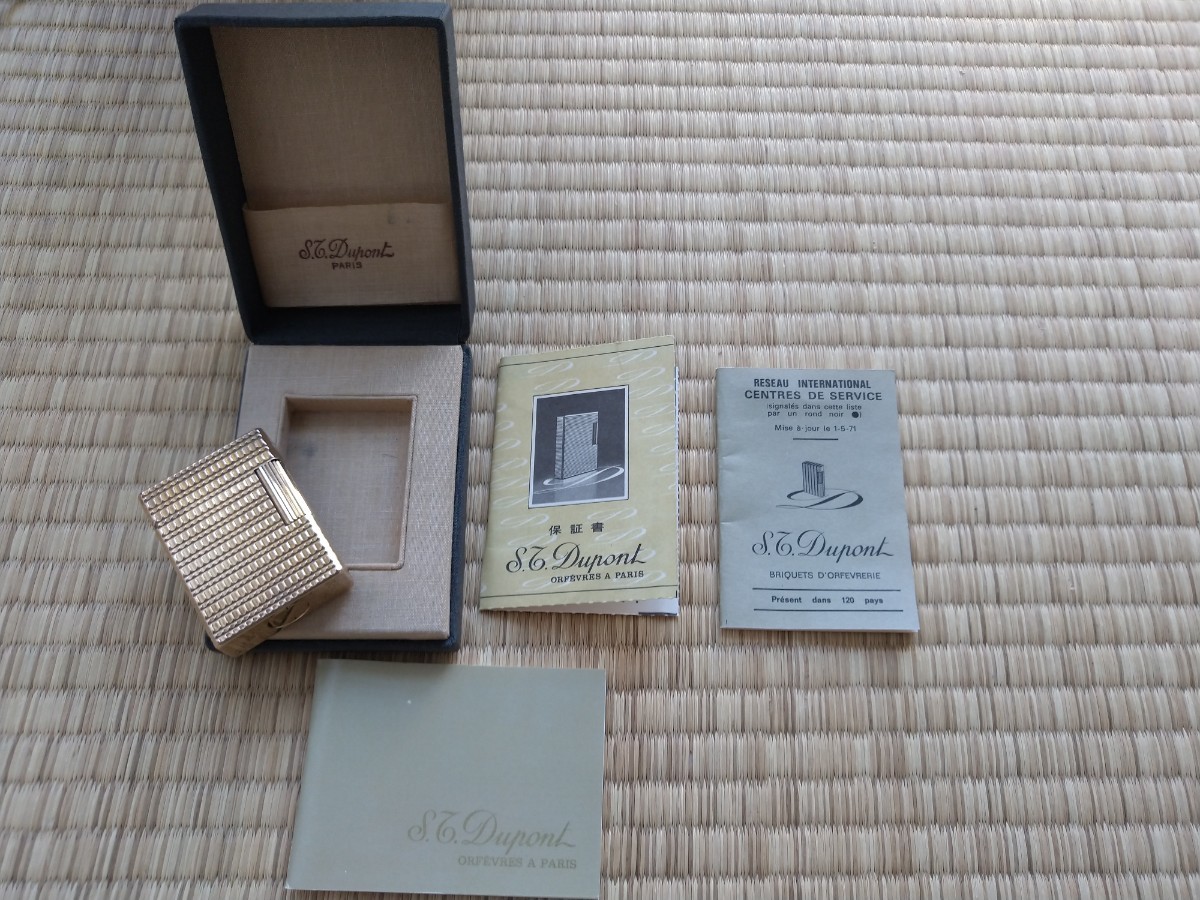 S.T. Dupont
PARIS
保証書
S.T. Dupont
ORFÈVRES A PARIS
RESEAU INTERNATIONAL
CENTRES DE SERVICE
(signalés dans cette liste
par un rond noir ●)
Mise à jour le 1-5-71
S.T. Dupont
BRIQUETS D'ORFEVRERIE
Présent dans 120 pays
S.T. Dupont
ORFÈVRES A PARIS